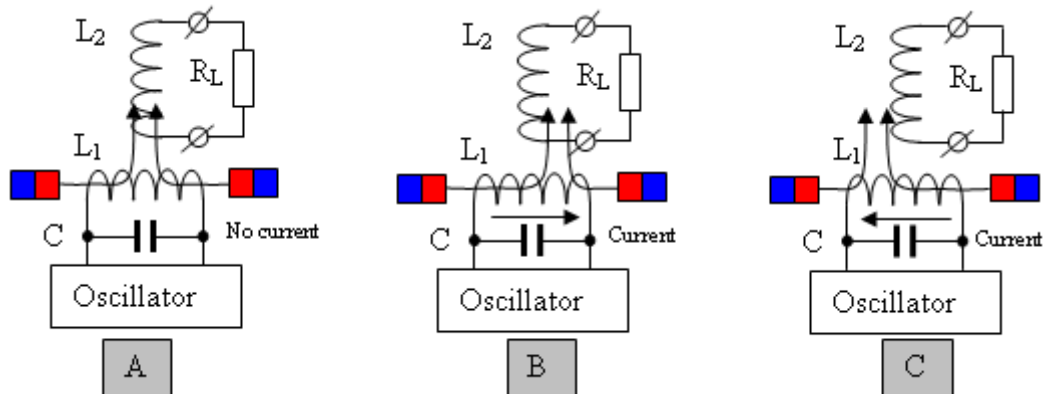 L2
RL
L1
C
No current
Oscillator
A
L2
RL
L1
C
Current
Oscillator
B
L2
RL
L1
C
Current
Oscillator
C